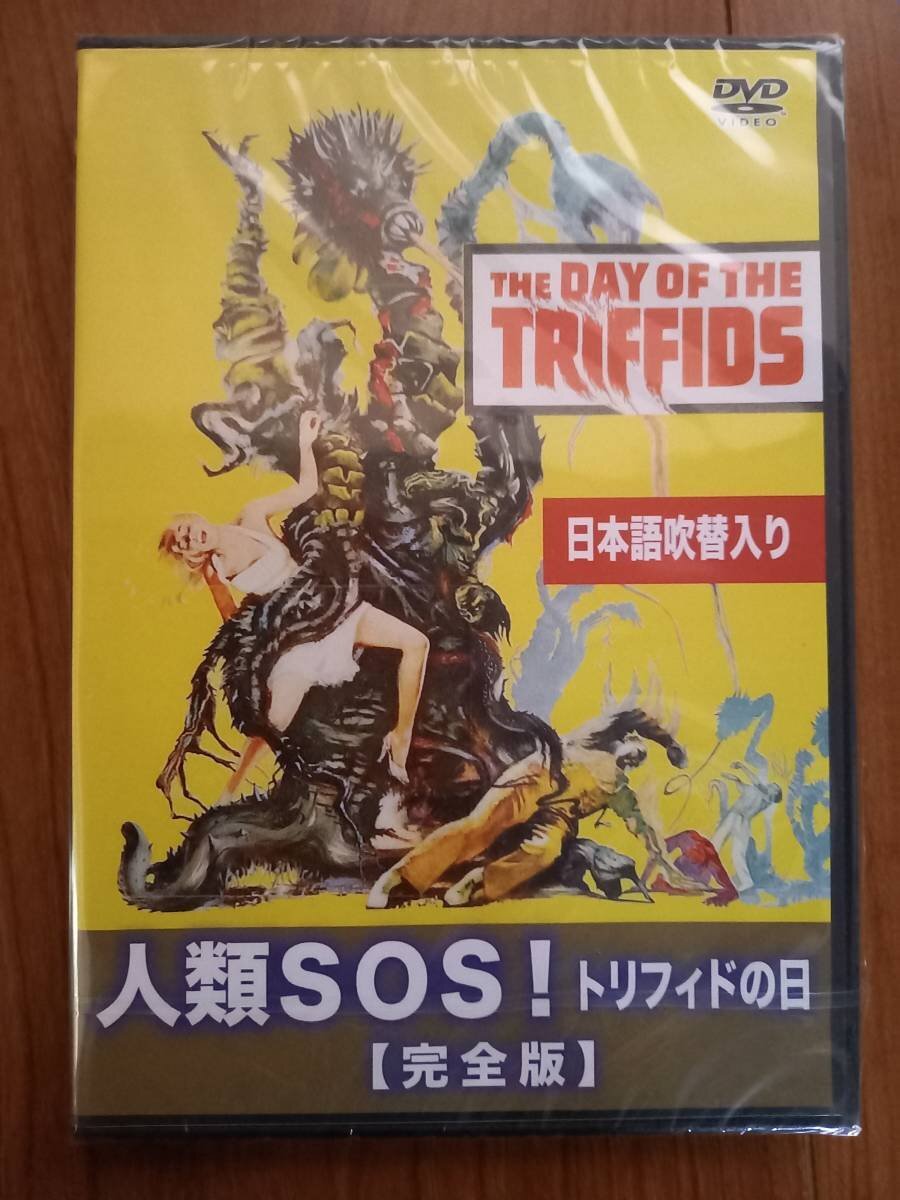 DVD
VIDEO
THE DAY OF THE
TRIFFIDS
日本語吹替入り
人類SOS！トリフィドの日
【完全版】